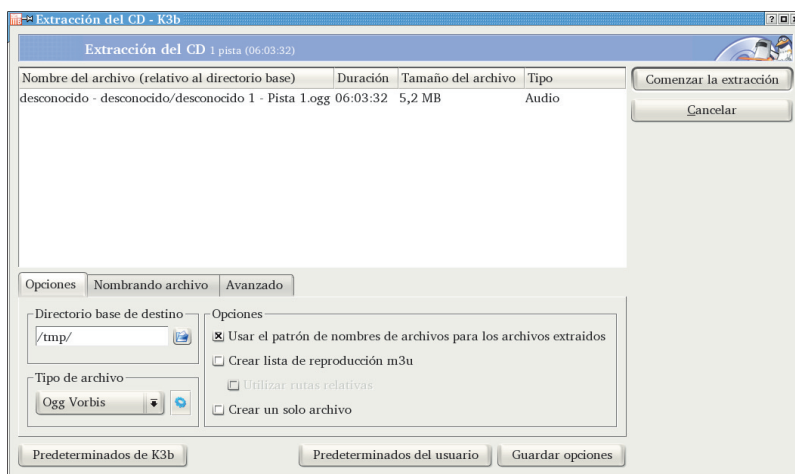 Extracción del CD - K3b
Extracción del CD 1 pista (06:03:32)
Nombre del archivo (relativo al directorio base) Duración Tamaño del archivo Tipo
desconocido - desconocido/desconocido 1 - Pista 1.ogg 06:03:32 5,2 MB Audio
Comenzar la extracción
Cancelar
Opciones Nombrando archivo Avanzado
Directorio base de destino
/tmp/
Tipo de archivo
Ogg Vorbis
Opciones
Usar el patrón de nombres de archivos para los archivos extraidos
Crear lista de reproducción m3u
Utilizar rutas relativas
Crear un solo archivo
Predeterminados de K3b Predeterminados del usuario Guardar opciones